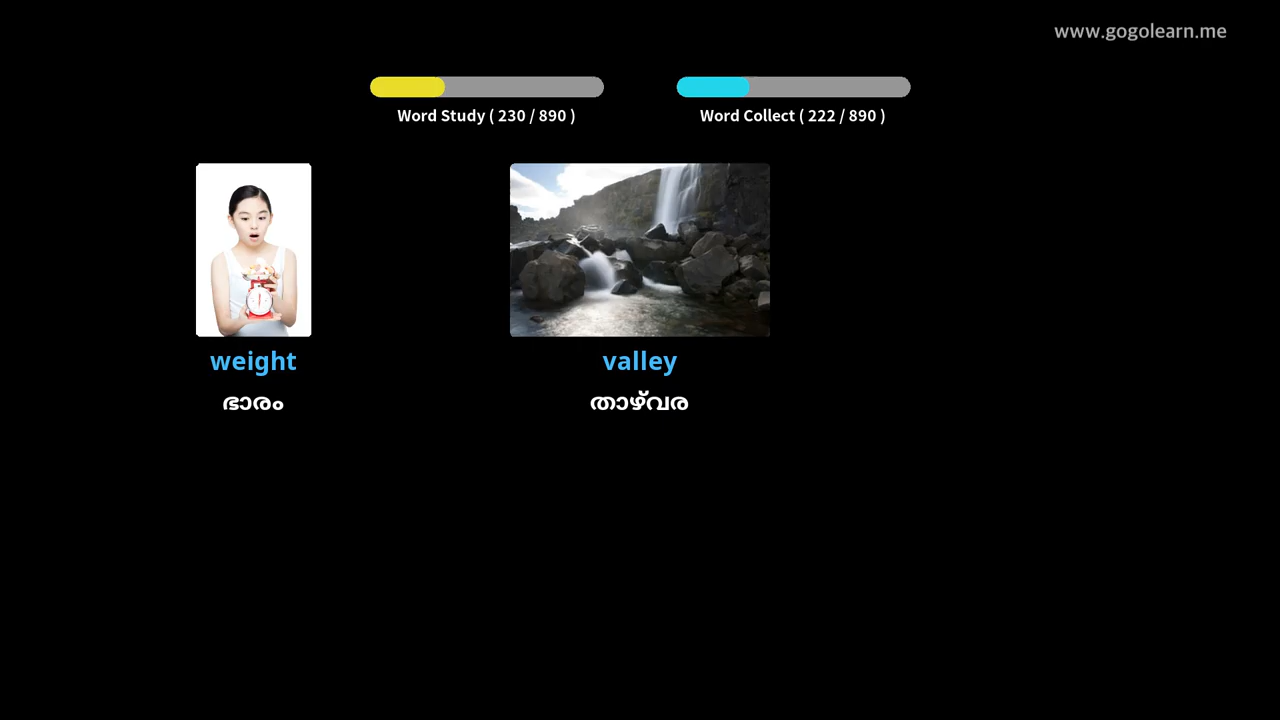 www.gogolearn.me
Word Study ( 230 / 890 )
Word Collect ( 222 / 890 )
weight
valley
ഭാരം
താഴ്‌വര